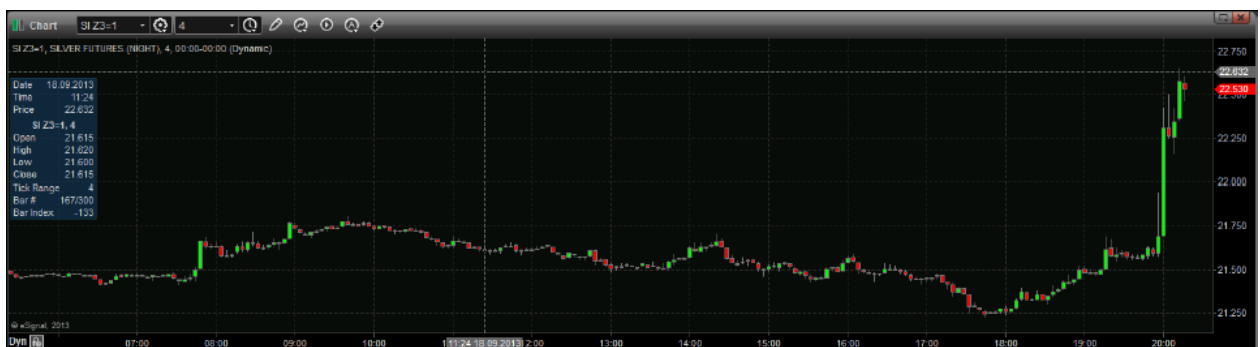 Chart SI Z3=1 4
SI Z3=1, SILVER FUTURES (NIGHT), 4, 00:00-00:00 (Dynamic)
22.750
22.632
22.530
22.500
22.250
22.000
21.750
21.500
21.250
Date 18.09.2013
Time 11:24
Price 22.632
SI Z3=1, 4
Open 21.615
High 21.620
Low 21.600
Close 21.615
Tick Range 4
Bar # 167/300
Bar Index -133
© eSignal, 2013
Dyn 07:00 08:00 09:00 10:00 11:24 18.09.2013 2:00 13:00 14:00 15:00 16:00 17:00 18:00 19:00 20:00